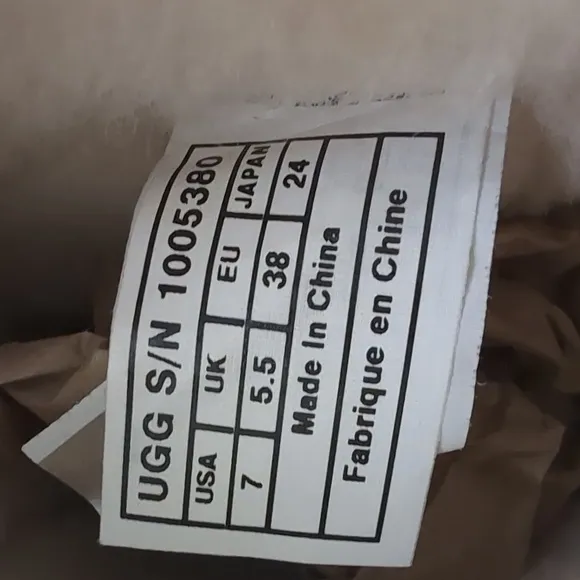 UGG S/N 1005380
USA UK EU JAPAN
7 5.5 38 24
Made In China
Fabrique en Chine